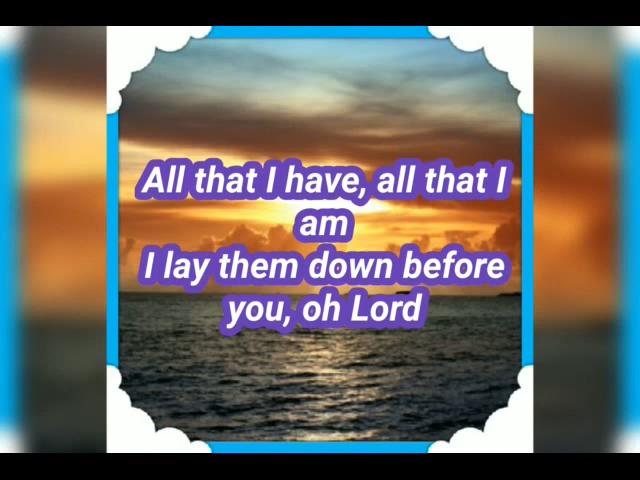 All that I have, all that I
am
I lay them down before
you, oh Lord